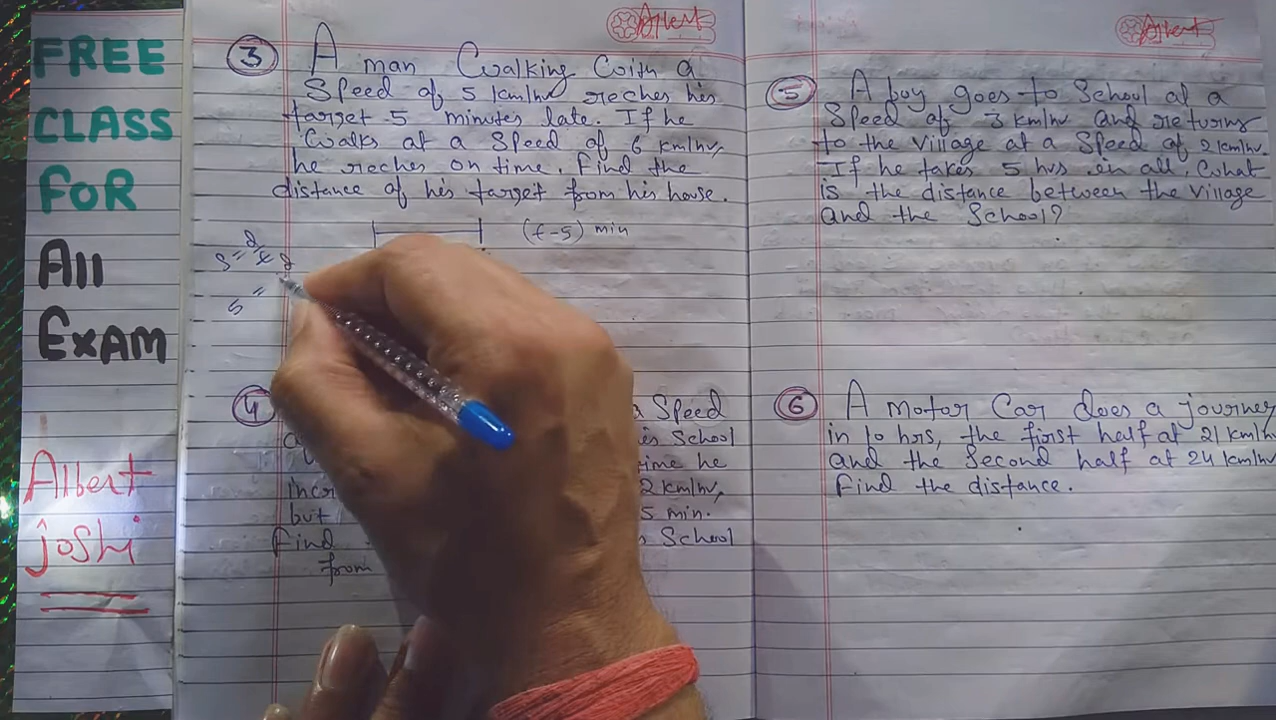 FREE
CLASS
FOR
All
ExAM
Albert
joshi
Albert
3
A man Walking With a
Speed of 5 km/hr reches his
target 5 minutes late. If he
Walks at a Speed of 6 km/hr,
he reches on time. Find the
distance of his target from his house.
(t-5) min
5 =
4
a Speed
School
time he
incr 2 km/hr,
but 5 min.
Find School
from
Albert
5
A boy goes to School at a
Speed of 3 km/hr and returns
to the Village at a Speed of 2 km/hr.
If he takes 5 hrs in all, What
is the distance between the Village
and the School?
6
A Motor Car does a journey
in 10 hrs, the first half at 21 km/hr
and the Second half at 24 km/hr
Find the distance.